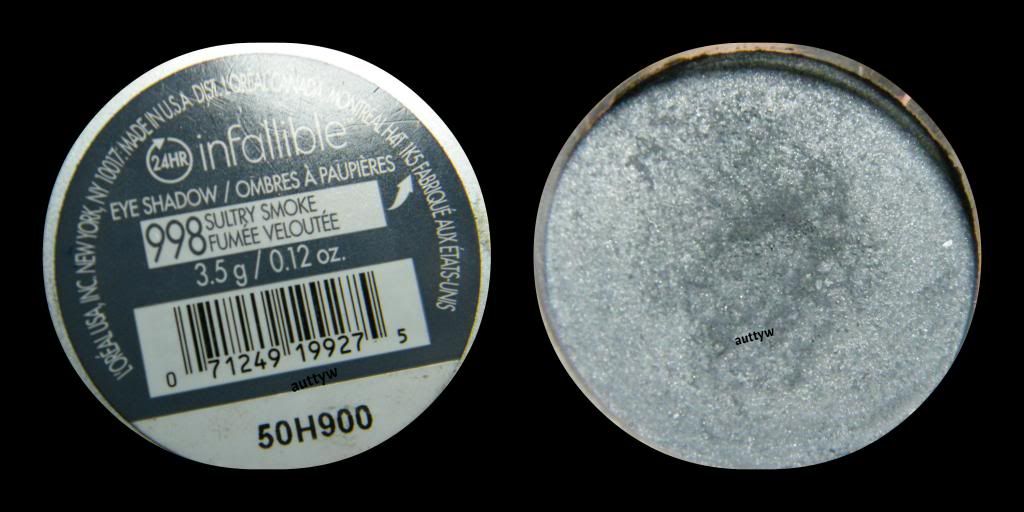 L'ORÉAL USA, INC. NEW YORK, NY 10017. MADE IN U.S.A. DIST. L'ORÉAL CANADA, MONTRÉAL H4T 1K5 FABRIQUÉ AUX ÉTATS-UNIS
24HR infallible
EYE SHADOW / OMBRES À PAUPIÈRES
998 SULTRY SMOKE
FUMÉE VELOUTÉE
3.5 g / 0.12 oz.
0 71249 19927 5
auttyw
50H900
auttyw